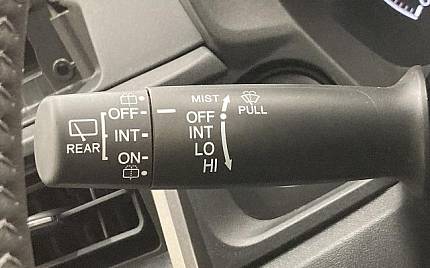 OFF
INT
ON
REAR
MIST
OFF
INT
LO
HI
PULL